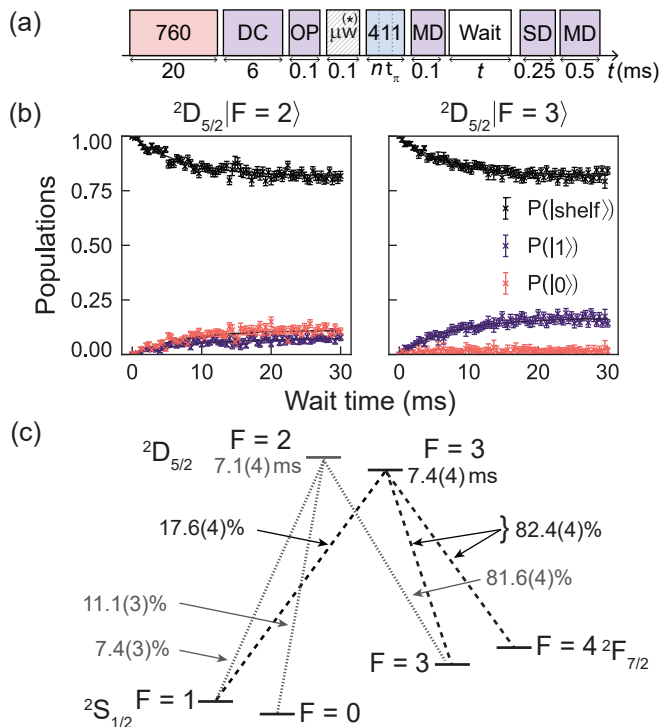 (a)
760 DC OP μw(*) 411 MD Wait SD MD
20 6 0.1 0.1 n tπ 0.1 t 0.25 0.5 t(ms)
(b) ²D₅/₂|F = 2⟩ ²D₅/₂|F = 3⟩
Populations
1.00
0.75
0.50
0.25
0.00
P(|shelf⟩)
P(|1⟩)
P(|0⟩)
0 10 20 30 0 10 20 30
Wait time (ms)
(c)
²D₅/₂ F = 2 F = 3
7.1(4) ms 7.4(4) ms
17.6(4)% } 82.4(4)%
11.1(3)% 81.6(4)%
7.4(3)%
F = 3 F = 4 ²F₇/₂
²S₁/₂ F = 1 F = 0